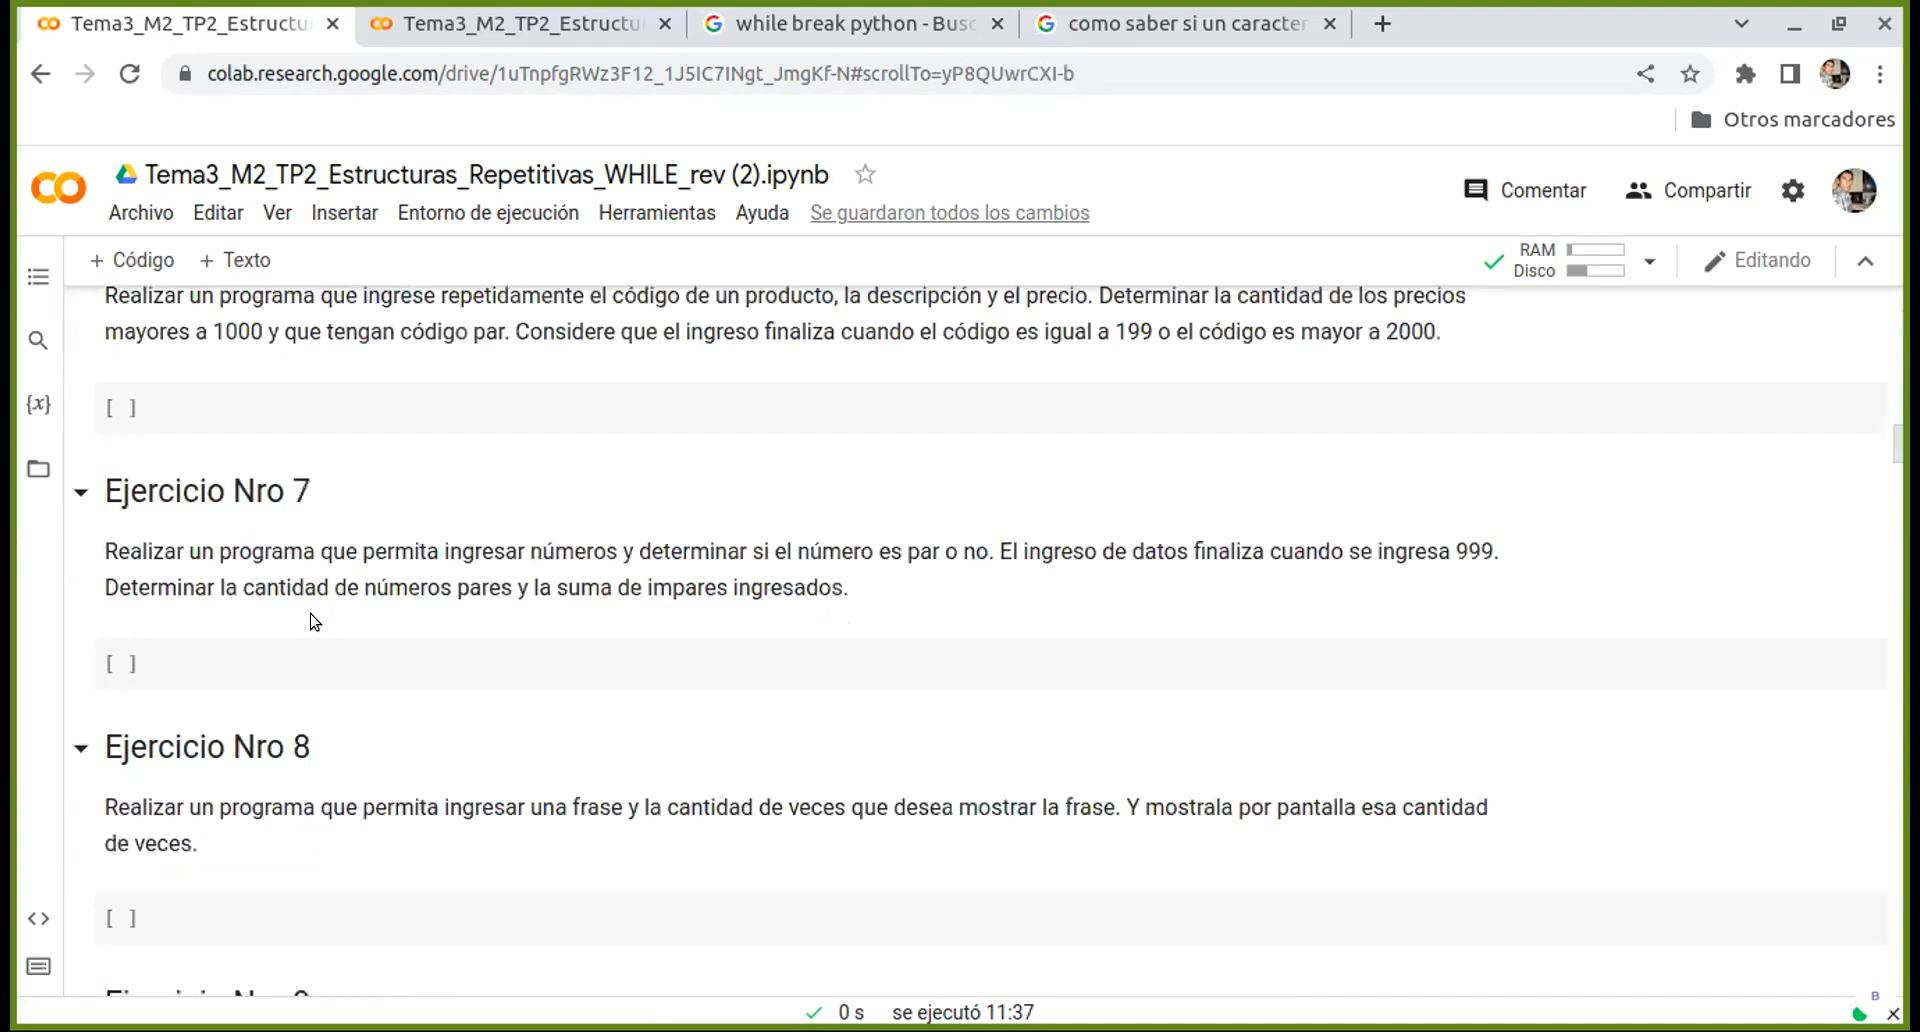 Tema3_M2_TP2_Estructu
Tema3_M2_TP2_Estructu
while break python - Busc
como saber si un caracter
colab.research.google.com/drive/1uTnpfgRWz3F12_1J5IC7INgt_JmgKf-N#scrollTo=yP8QUwrCXI-b
Otros marcadores
Tema3_M2_TP2_Estructuras_Repetitivas_WHILE_rev (2).ipynb
Comentar
Compartir
Archivo Editar Ver Insertar Entorno de ejecución Herramientas Ayuda Se guardaron todos los cambios
+ Código + Texto
RAM
Disco
Editando
Realizar un programa que ingrese repetidamente el código de un producto, la descripción y el precio. Determinar la cantidad de los precios
mayores a 1000 y que tengan código par. Considere que el ingreso finaliza cuando el código es igual a 199 o el código es mayor a 2000.
[ ]
{x}
Ejercicio Nro 7
Realizar un programa que permita ingresar números y determinar si el número es par o no. El ingreso de datos finaliza cuando se ingresa 999.
Determinar la cantidad de números pares y la suma de impares ingresados.
[ ]
Ejercicio Nro 8
Realizar un programa que permita ingresar una frase y la cantidad de veces que desea mostrar la frase. Y mostrala por pantalla esa cantidad
de veces.
[ ]
<>
0 s se ejecutó 11:37
B